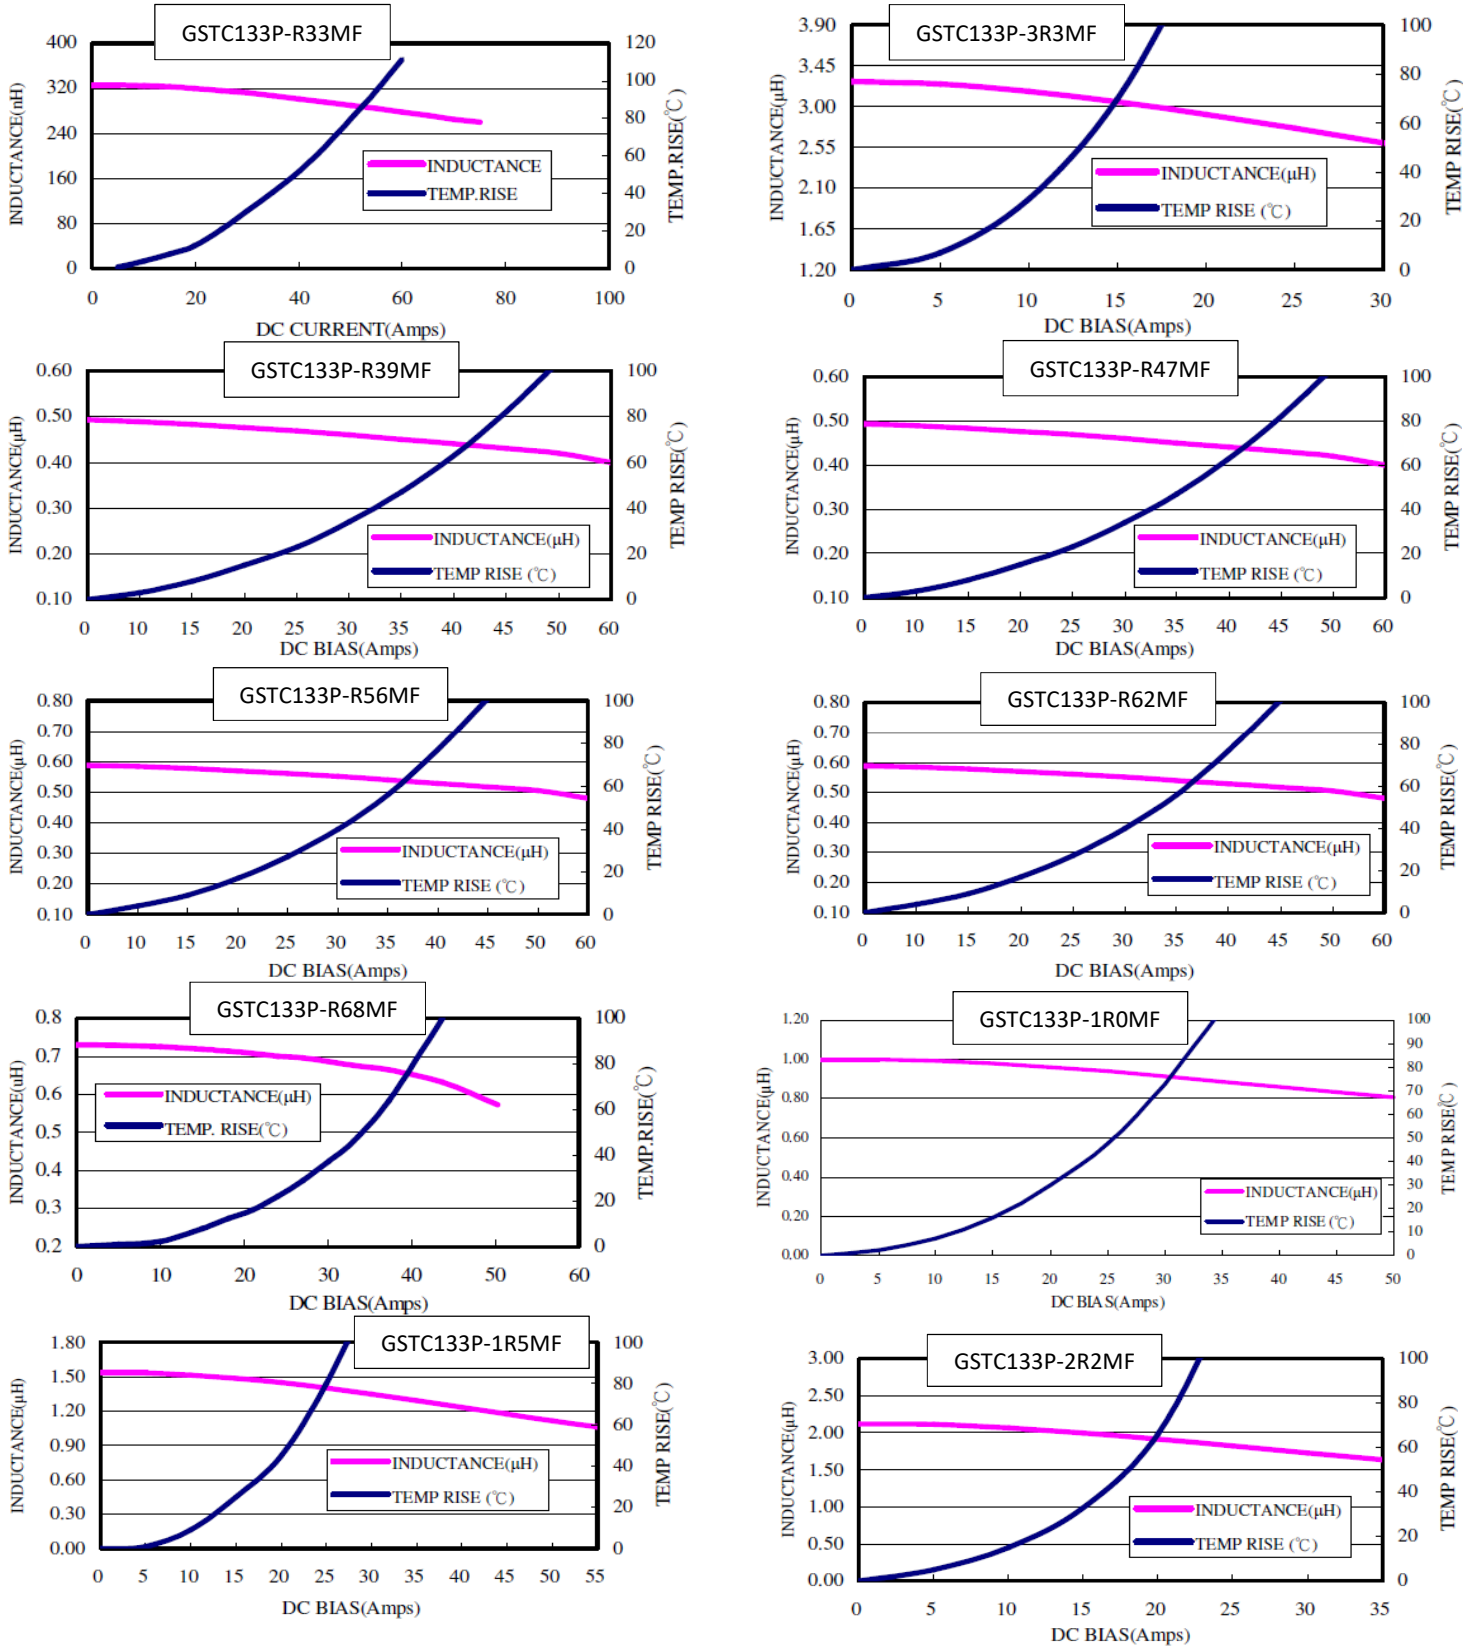 GSTC133P-R33MF
400
320
240
160
80
0
120
100
80
60
40
20
0
INDUCTANCE(nH)
TEMP.RISE(℃)
INDUCTANCE
TEMP.RISE
0 20 40 60 80 100
DC CURRENT(Amps)
GSTC133P-3R3MF
3.90
3.45
3.00
2.55
2.10
1.65
1.20
100
80
60
40
20
0
INDUCTANCE(μH)
TEMP RISE(℃)
INDUCTANCE(μH)
TEMP RISE (℃)
0 5 10 15 20 25 30
DC BIAS(Amps)
GSTC133P-R39MF
0.60
0.50
0.40
0.30
0.20
0.10
100
80
60
40
20
0
INDUCTANCE(μH)
TEMP RISE(℃)
INDUCTANCE(μH)
TEMP RISE (℃)
0 10 15 20 25 30 35 40 45 50 60
DC BIAS(Amps)
GSTC133P-R47MF
0.60
0.50
0.40
0.30
0.20
0.10
100
80
60
40
20
0
INDUCTANCE(μH)
TEMP RISE(℃)
INDUCTANCE(μH)
TEMP RISE (℃)
0 10 15 20 25 30 35 40 45 50 60
DC BIAS(Amps)
GSTC133P-R56MF
0.80
0.70
0.60
0.50
0.40
0.30
0.20
0.10
100
80
60
40
20
0
INDUCTANCE(μH)
TEMP RISE(℃)
INDUCTANCE(μH)
TEMP RISE (℃)
0 10 15 20 25 30 35 40 45 50 60
DC BIAS(Amps)
GSTC133P-R62MF
0.80
0.70
0.60
0.50
0.40
0.30
0.20
0.10
100
80
60
40
20
0
INDUCTANCE(μH)
TEMP RISE(℃)
INDUCTANCE(μH)
TEMP RISE (℃)
0 10 15 20 25 30 35 40 45 50 60
DC BIAS(Amps)
GSTC133P-R68MF
0.8
0.7
0.6
0.5
0.4
0.3
0.2
100
80
60
40
20
0
INDUCTANCE(uH)
TEMP.RISE(℃)
INDUCTANCE(μH)
TEMP. RISE(℃)
0 10 20 30 40 50 60
DC BIAS(Amps)
GSTC133P-1R0MF
1.20
1.00
0.80
0.60
0.40
0.20
0.00
100
90
80
70
60
50
40
30
20
10
0
INDUCTANCE(μH)
TEMP RISE(℃)
INDUCTANCE(μH)
TEMP RISE (℃)
0 5 10 15 20 25 30 35 40 45 50
DC BIAS(Amps)
GSTC133P-1R5MF
1.80
1.50
1.20
0.90
0.60
0.30
0.00
100
80
60
40
20
0
INDUCTANCE(μH)
TEMP RISE(℃)
INDUCTANCE(μH)
TEMP RISE (℃)
0 5 10 15 20 25 30 35 40 44 50 55
DC BIAS(Amps)
GSTC133P-2R2MF
3.00
2.50
2.00
1.50
1.00
0.50
0.00
100
80
60
40
20
0
INDUCTANCE(μH)
TEMP RISE(℃)
INDUCTANCE(μH)
TEMP RISE (℃)
0 5 10 15 20 25 30 35
DC BIAS(Amps)